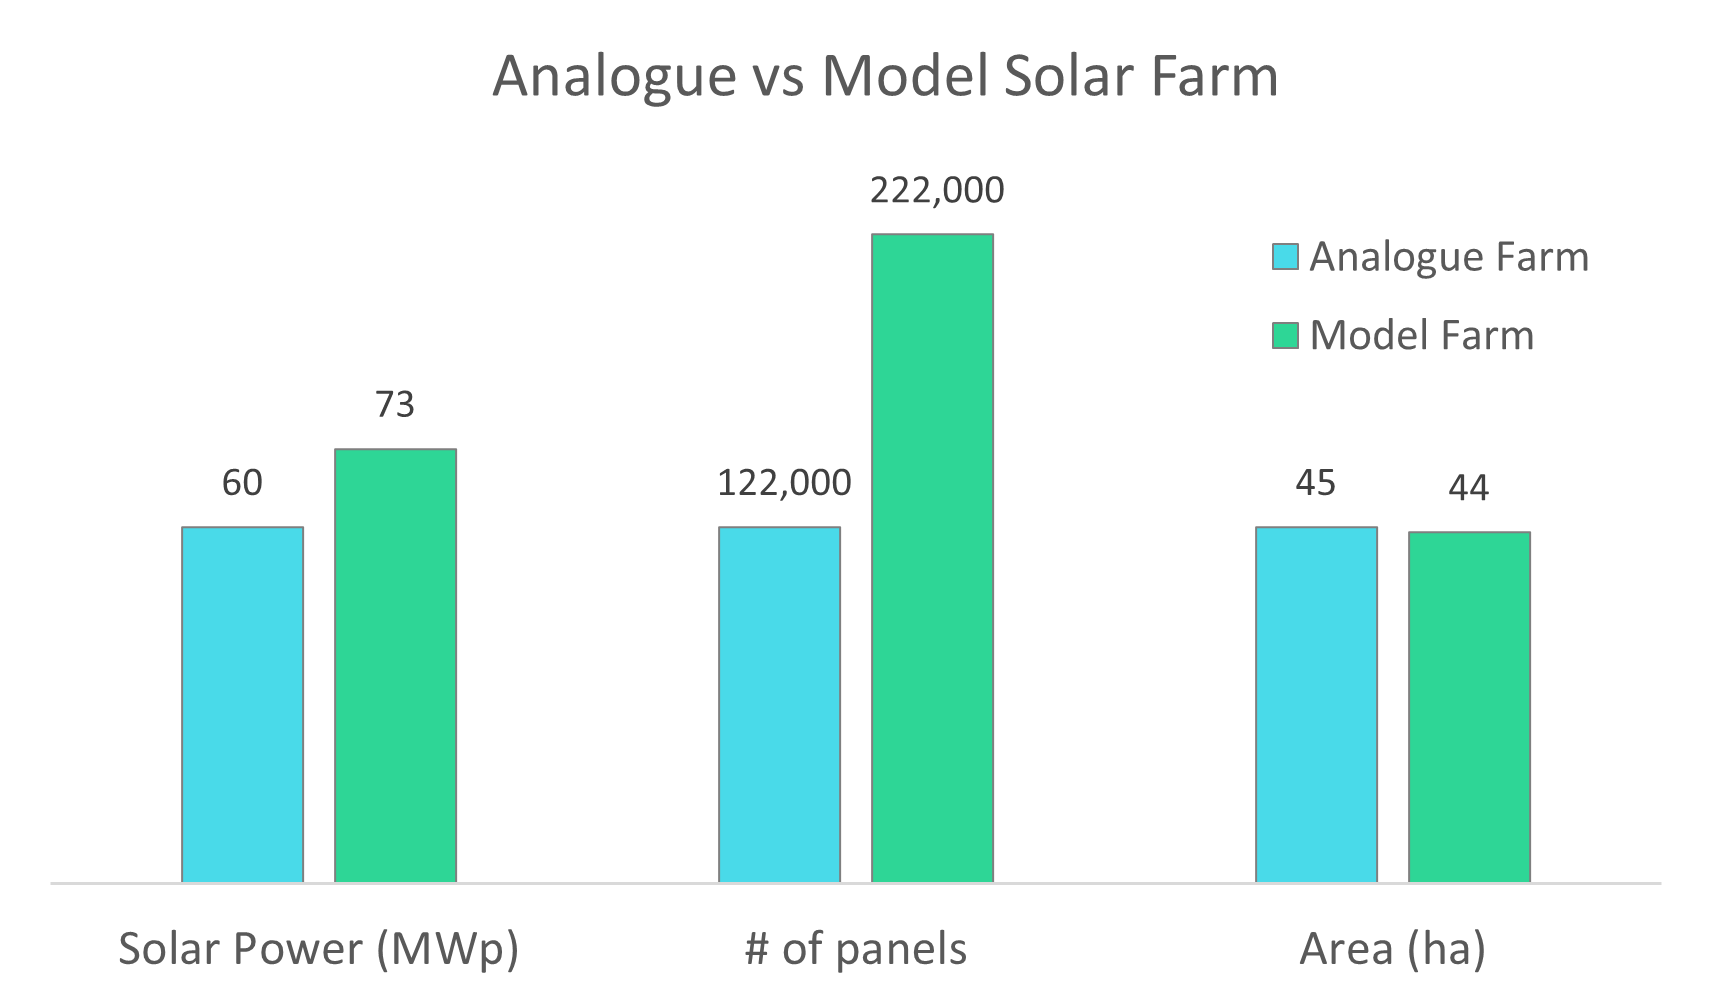 Analogue vs Model Solar Farm
222,000
Analogue Farm
Model Farm
73
60
122,000
45
44
Solar Power (MWp)
# of panels
Area (ha)